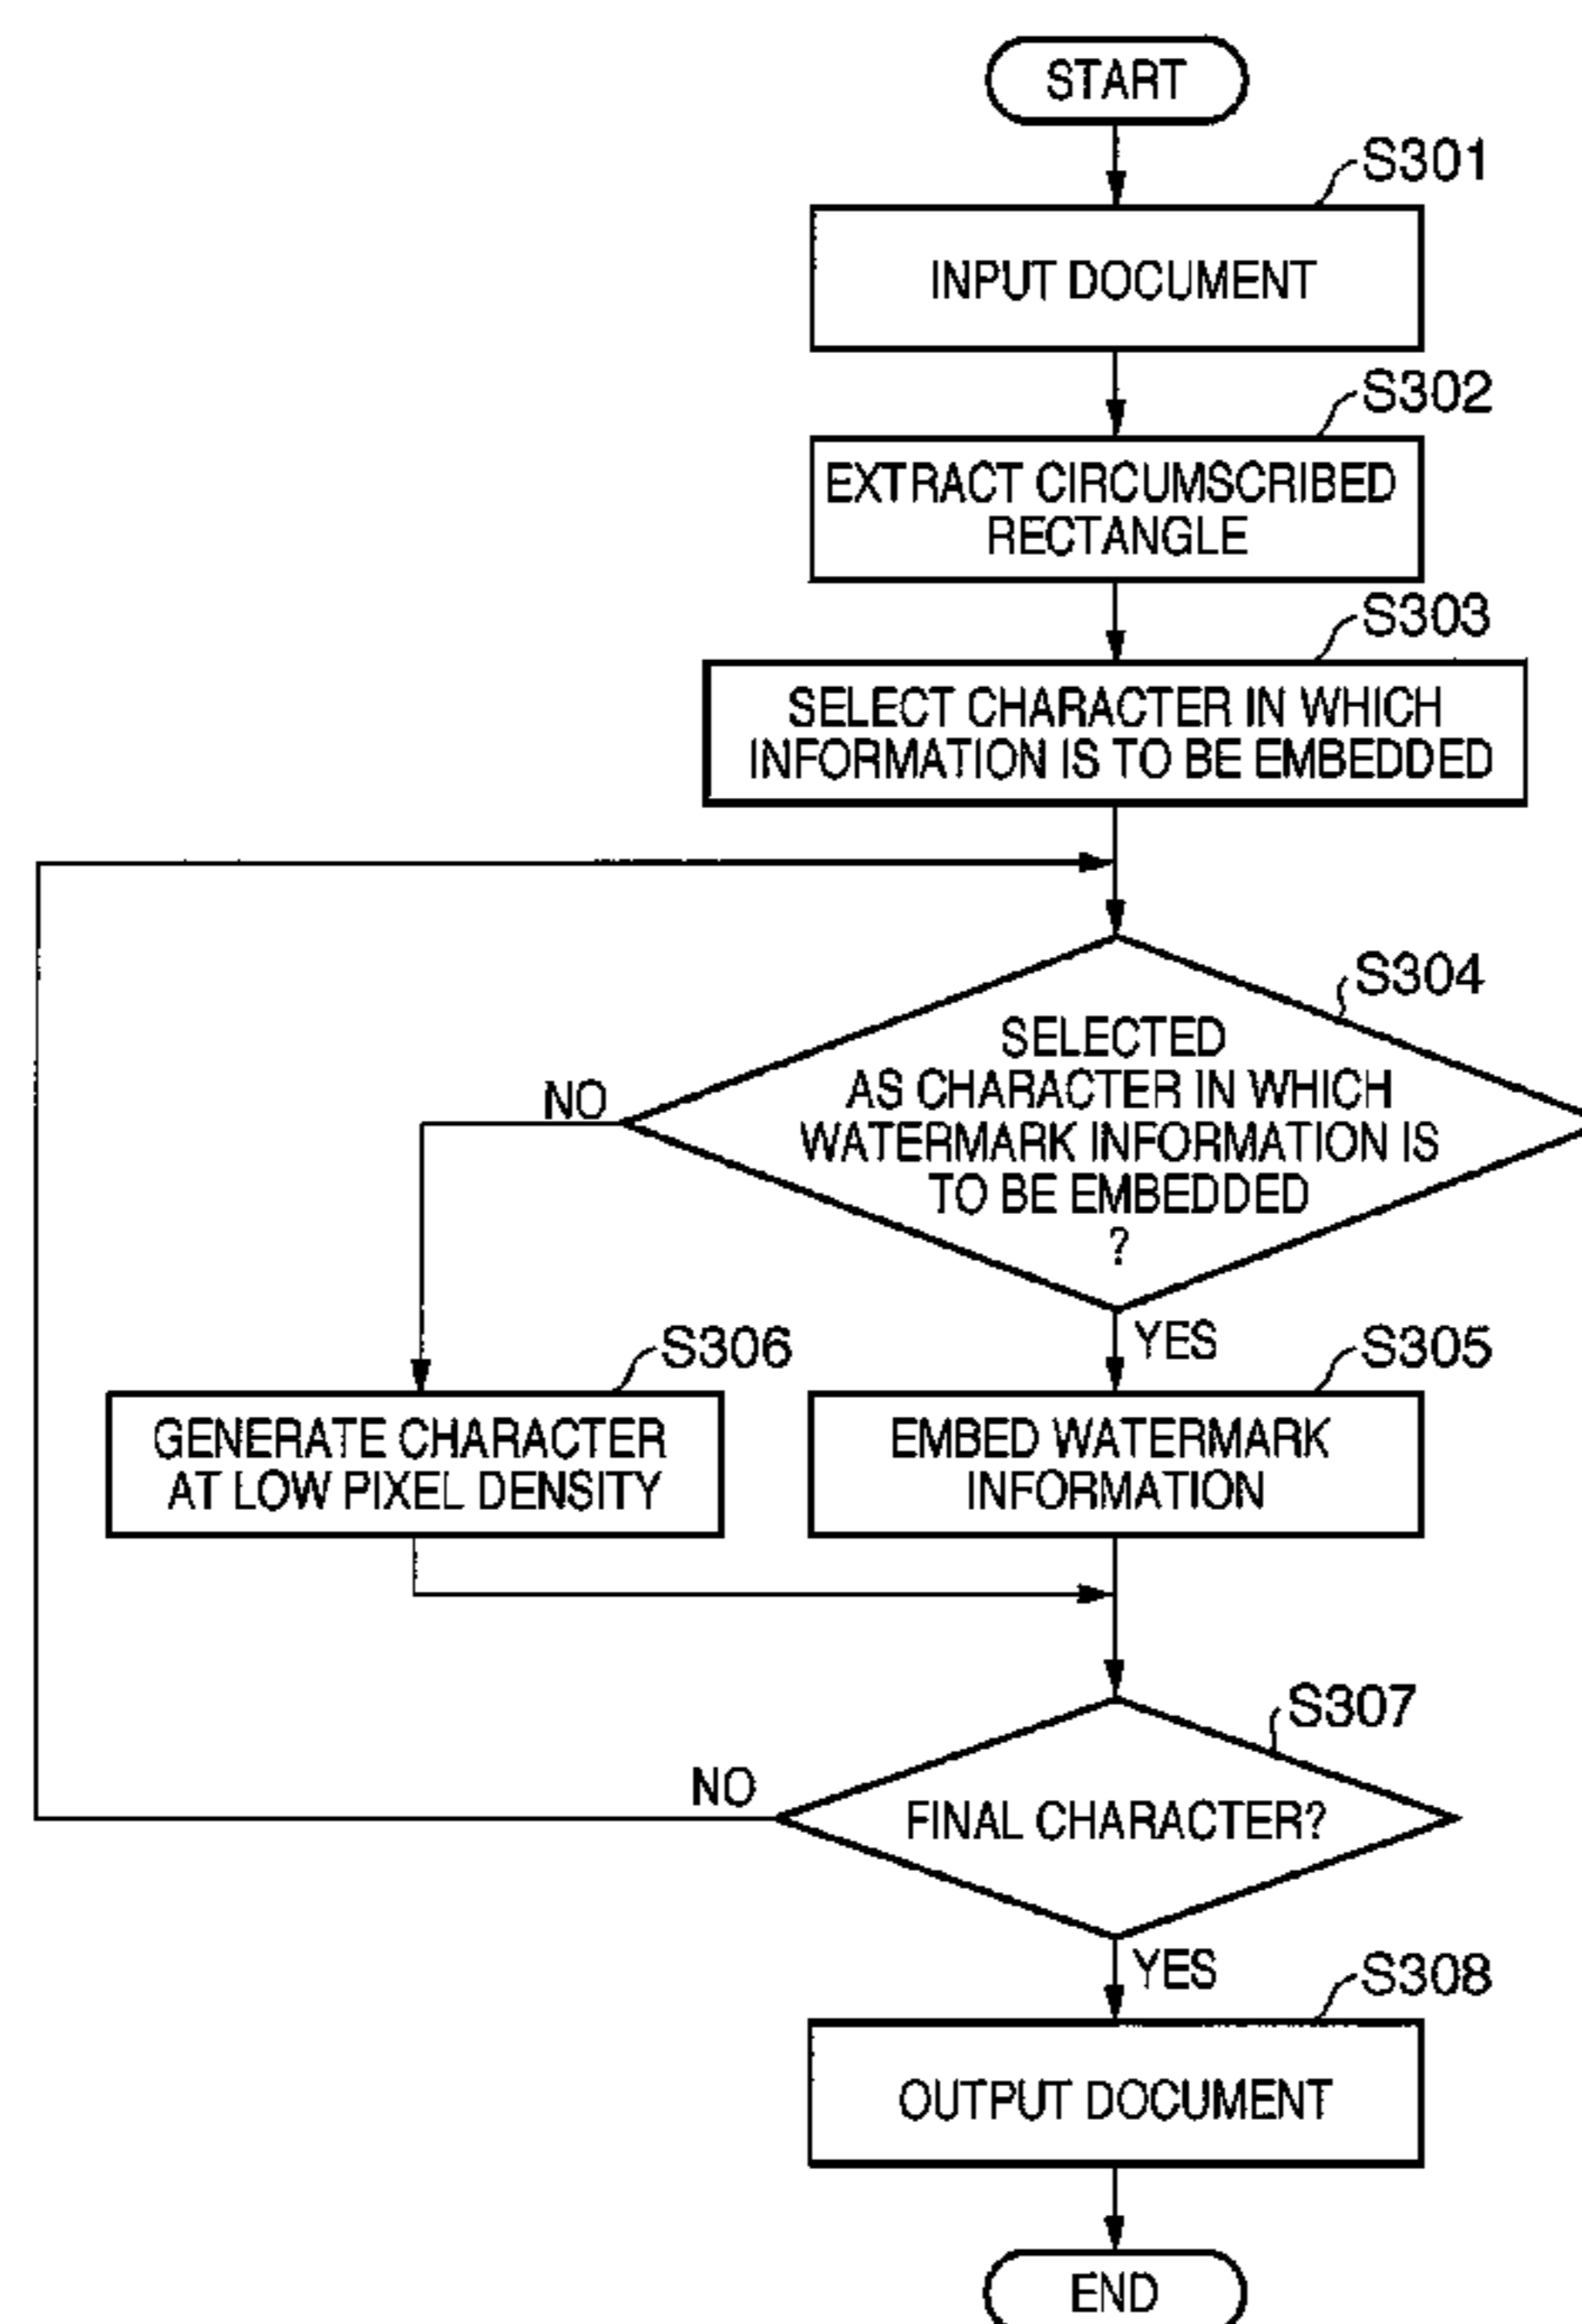 START
S301
INPUT DOCUMENT
S302
EXTRACT CIRCUMSCRIBED
RECTANGLE
S303
SELECT CHARACTER IN WHICH
INFORMATION IS TO BE EMBEDDED
S304
SELECTED
AS CHARACTER IN WHICH
WATERMARK INFORMATION IS
TO BE EMBEDDED
?
NO
YES
S306
GENERATE CHARACTER
AT LOW PIXEL DENSITY
S305
EMBED WATERMARK
INFORMATION
S307
FINAL CHARACTER?
NO
YES
S308
OUTPUT DOCUMENT
END